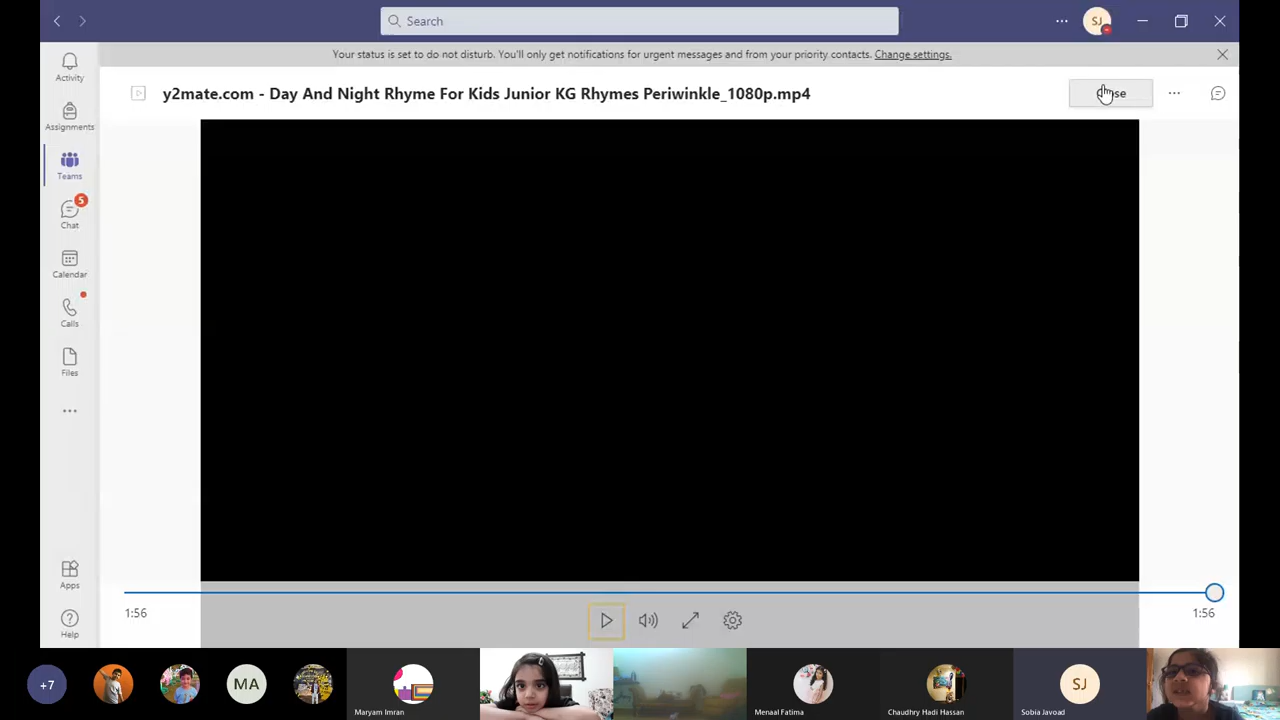 Search
SJ
Your status is set to do not disturb. You'll only get notifications for urgent messages and from your priority contacts. Change settings.
y2mate.com - Day And Night Rhyme For Kids Junior KG Rhymes Periwinkle_1080p.mp4
Activity
Assignments
Teams
5
Chat
Calendar
Calls
Files
Apps
Help
1:56
1:56
+7
MA
SJ
Maryam Imran
Menaal Fatima
Chaudhry Hadi Hassan
Sobia Javoad